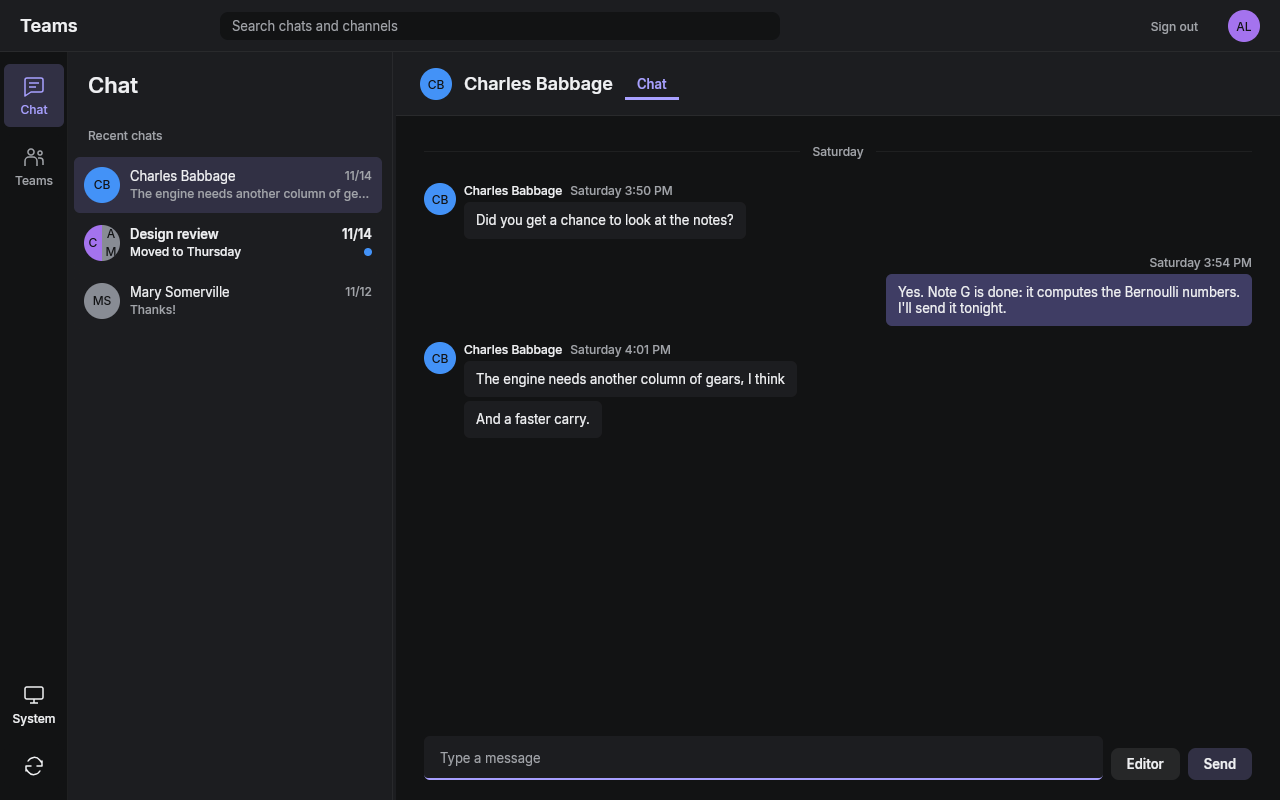 Teams
Search chats and channels
Sign out
AL
Chat
Teams
System
Chat
Recent chats
CB
Charles Babbage
11/14
The engine needs another column of ge...
C
A
M
Design review
11/14
Moved to Thursday
MS
Mary Somerville
11/12
Thanks!
CB
Charles Babbage
Chat
Saturday
CB
Charles Babbage Saturday 3:50 PM
Did you get a chance to look at the notes?
Saturday 3:54 PM
Yes. Note G is done: it computes the Bernoulli numbers.
I'll send it tonight.
CB
Charles Babbage Saturday 4:01 PM
The engine needs another column of gears, I think
And a faster carry.
Type a message
Editor
Send